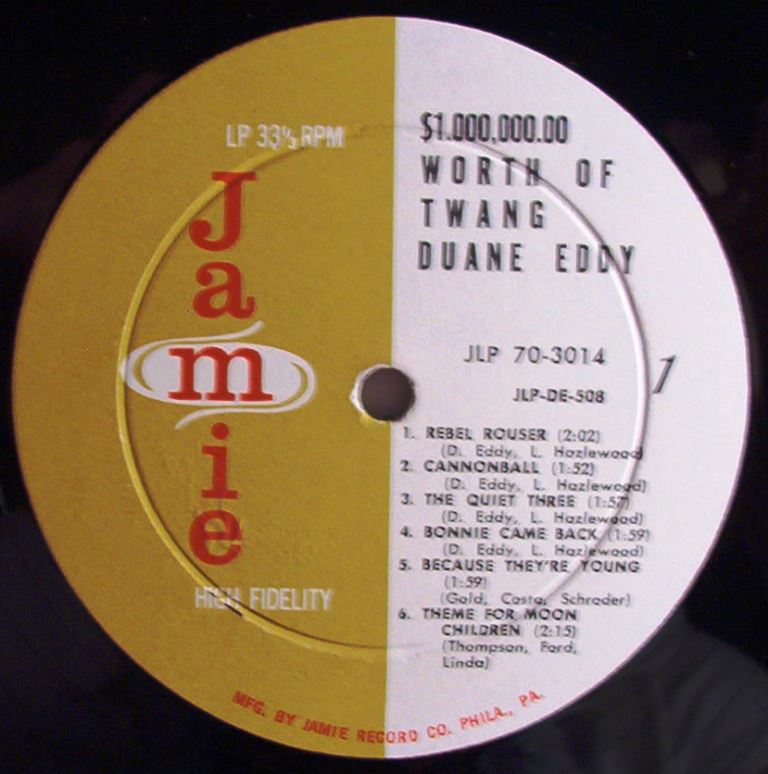 LP 33⅓ RPM
Jamie
HIGH FIDELITY
$1,000,000.00
WORTH OF
TWANG
DUANE EDDY
JLP 70-3014
1
JLP-DE-508
1. REBEL ROUSER (2:02)
(D. Eddy, L. Hazlewood)
2. CANNONBALL (1:52)
(D. Eddy, L. Hazlewood)
3. THE QUIET THREE (1:57)
(D. Eddy, L. Hazlewood)
4. BONNIE CAME BACK (1:59)
(D. Eddy, L. Hazlewood)
5. BECAUSE THEY'RE YOUNG
(1:59)
(Gold, Costa, Schroder)
6. THEME FOR MOON
CHILDREN (2:15)
(Thompson, Ford,
Linda)
MFG. BY JAMIE RECORD CO. PHILA., PA.